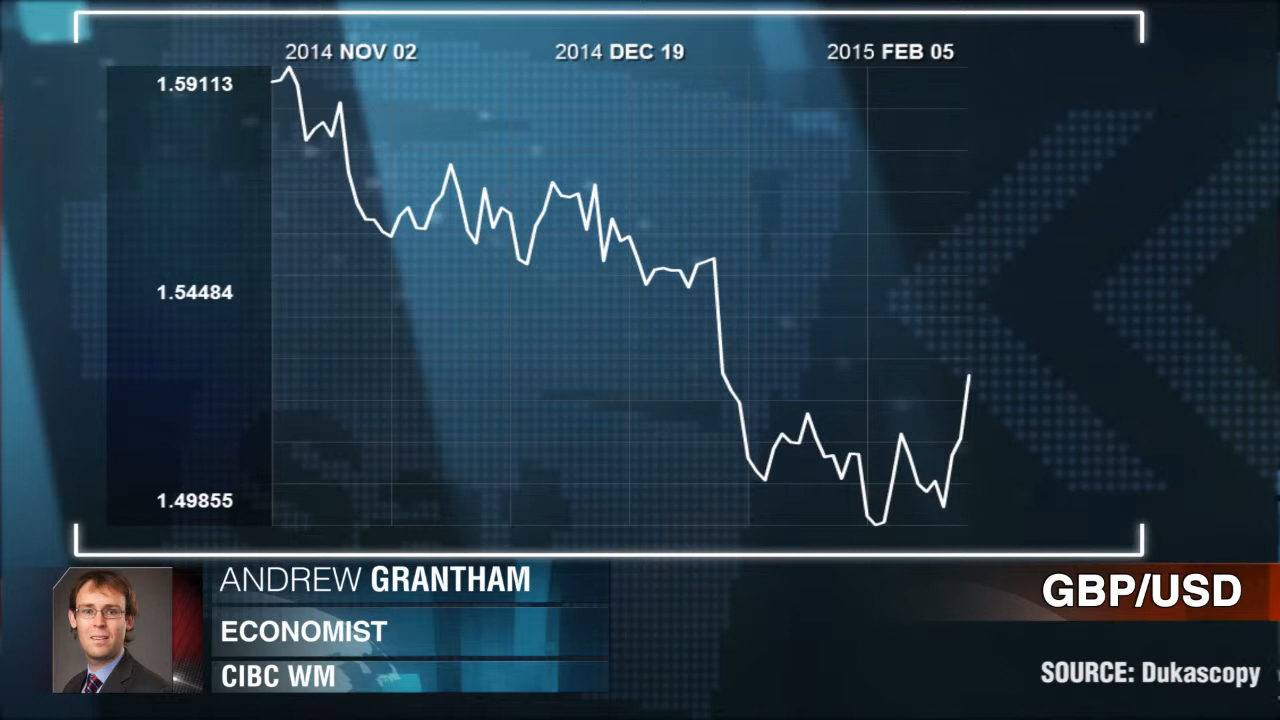 2014 NOV 02
2014 DEC 19
2015 FEB 05
1.59113
1.54484
1.49855
ANDREW GRANTHAM
ECONOMIST
CIBC WM
GBP/USD
SOURCE: Dukascopy